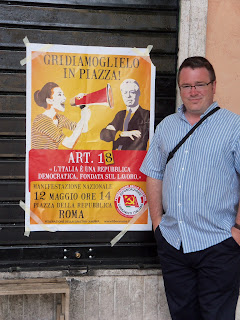 GRIDIAMOGLIELO
IN PIAZZA!
ART. 18
« L'ITALIA È UNA REPUBBLICA
DEMOCRATICA, FONDATA SUL LAVORO.»
MANIFESTAZIONE NAZIONALE
12 MAGGIO ORE 14
PIAZZA DELLA REPUBBLICA
ROMA